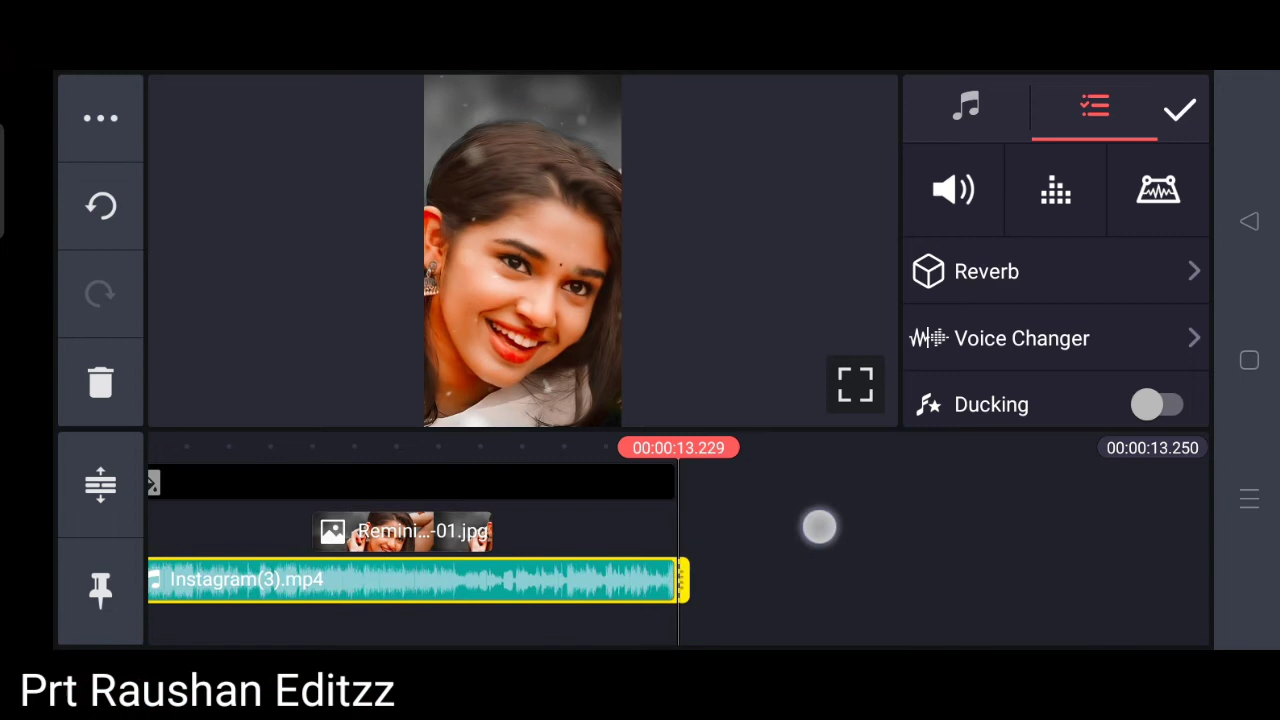 Reverb
Voice Changer
Ducking
00:00:13.229
00:00:13.250
Remini...-01.jpg
Instagram(3).mp4
Prt Raushan Editzz